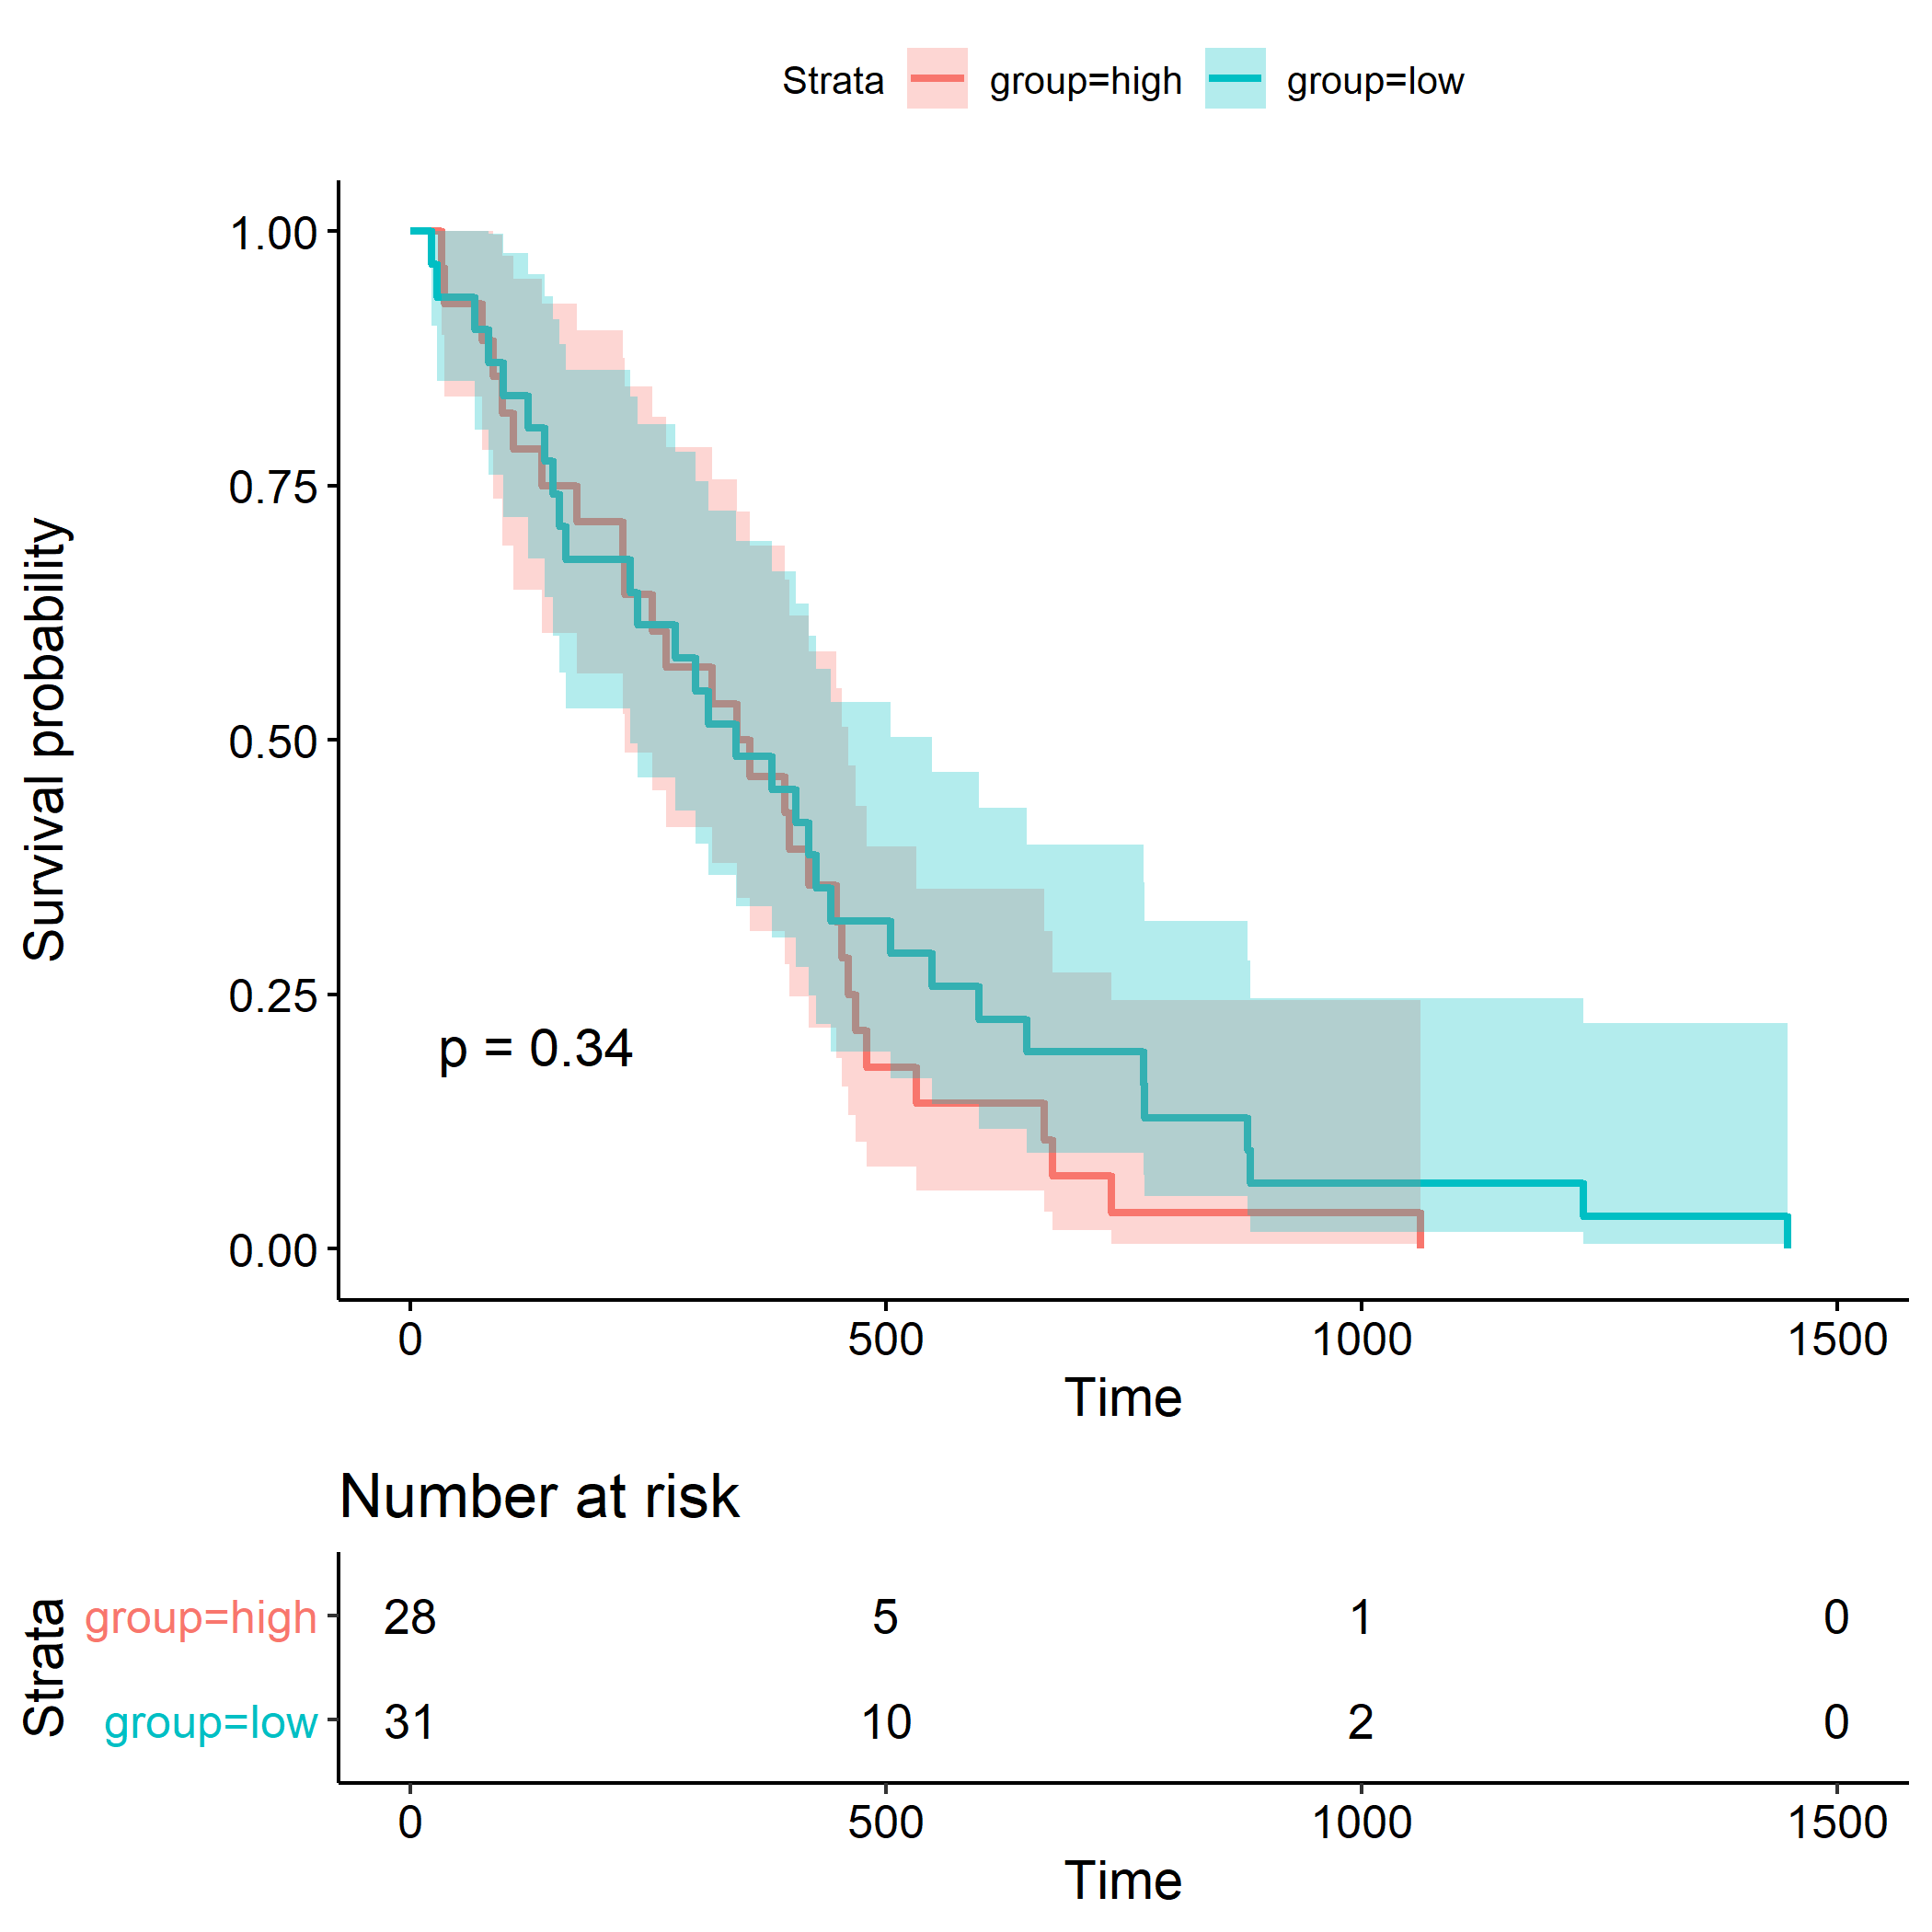 Strata group=high group=low
Survival probability
1.00
0.75
0.50
0.25
0.00
p = 0.34
0 500 1000 1500
Time
Number at risk
Strata
group=high 28 5 1 0
group=low 31 10 2 0
0 500 1000 1500
Time